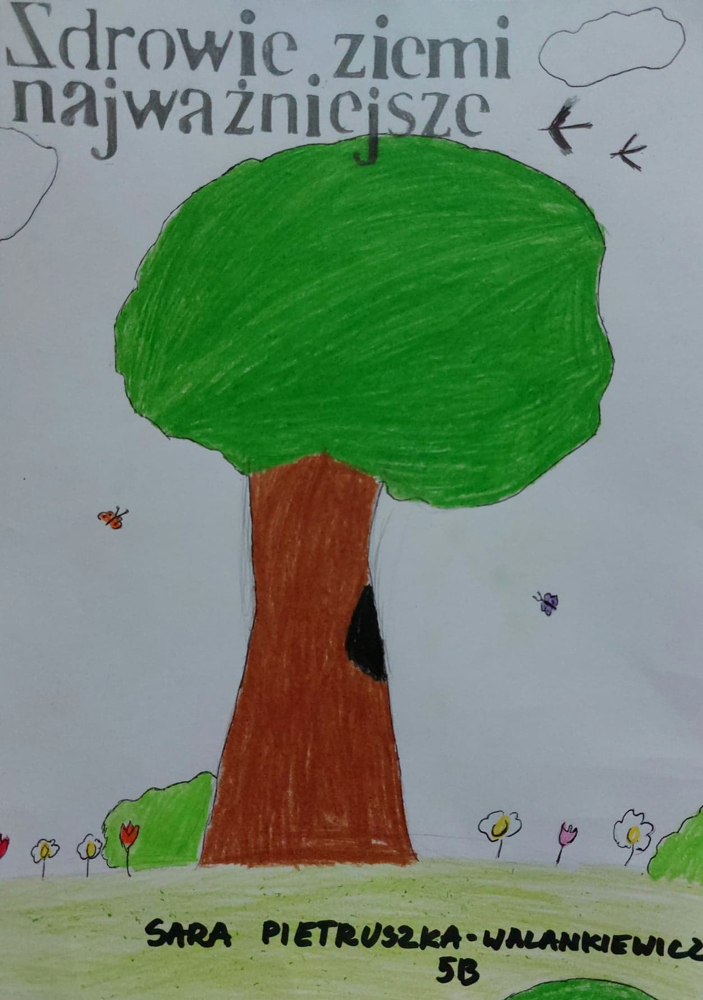 Zdrowie ziemi
najważniejsze
SARA PIETRUSZKA-WALANKIEWICZ
5B